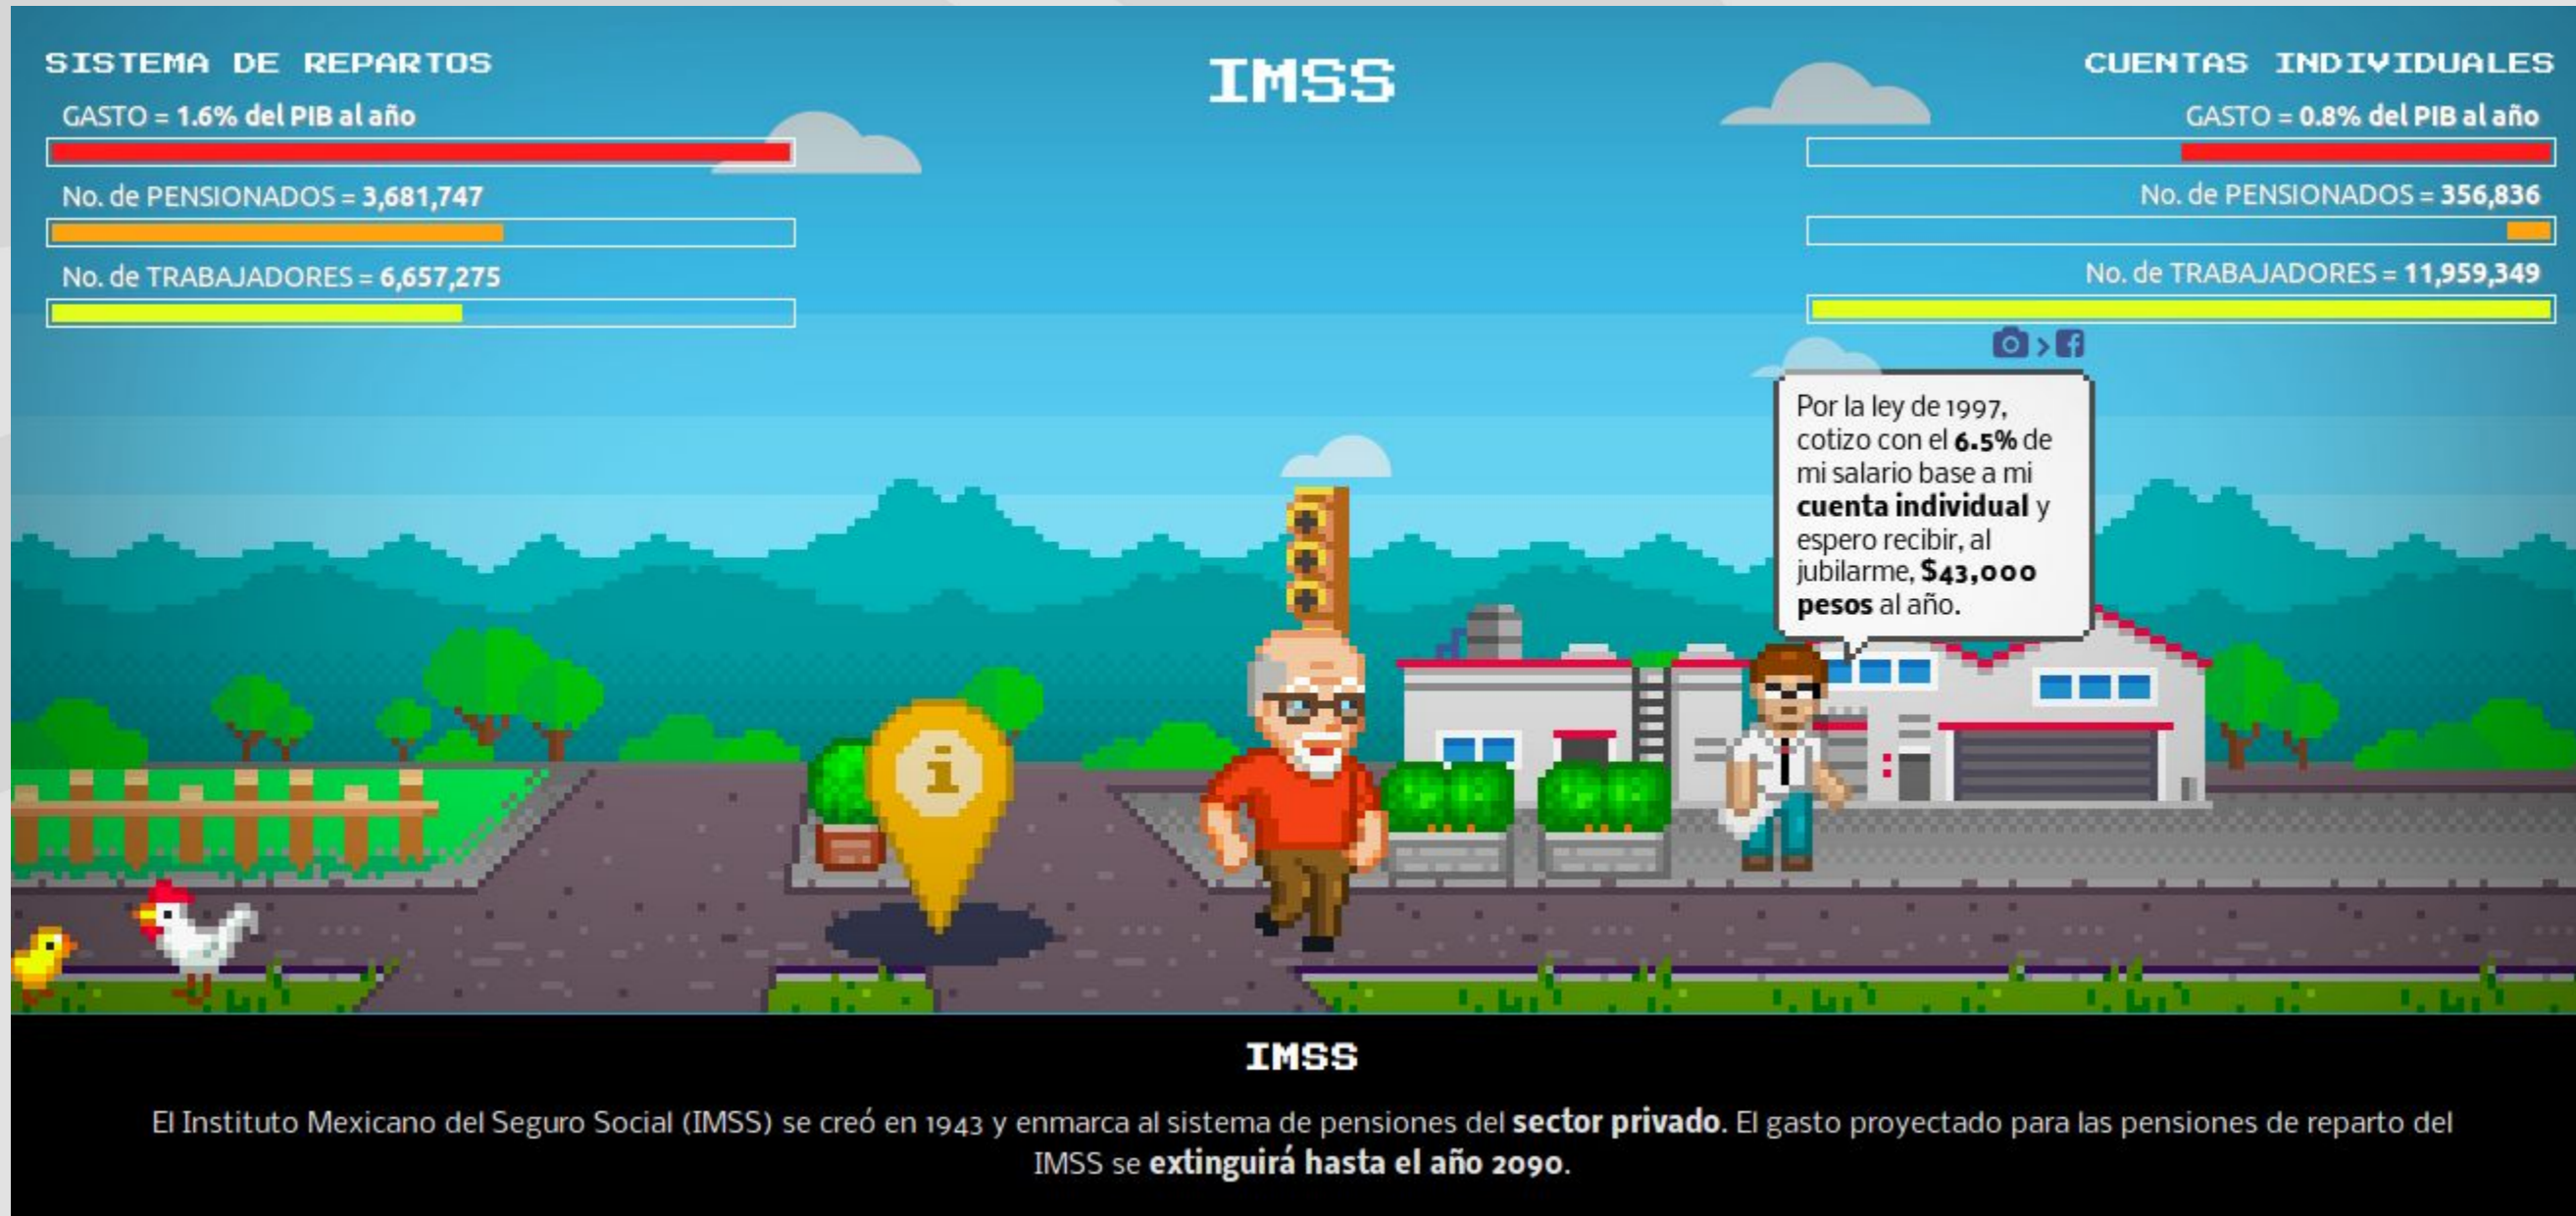 SISTEMA DE REPARTOS
GASTO = 1.6% del PIB al año
No. de PENSIONADOS = 3,681,747
No. de TRABAJADORES = 6,657,275
IMSS
CUENTAS INDIVIDUALES
GASTO = 0.8% del PIB al año
No. de PENSIONADOS = 356,836
No. de TRABAJADORES = 11,959,349
Por la ley de 1997,
cotizo con el 6.5% de
mi salario base a mi
cuenta individual y
espero recibir, al
jubilarme, $43,000
pesos al año.
i
IMSS
El Instituto Mexicano del Seguro Social (IMSS) se creó en 1943 y enmarca al sistema de pensiones del sector privado. El gasto proyectado para las pensiones de reparto del
IMSS se extinguirá hasta el año 2090.